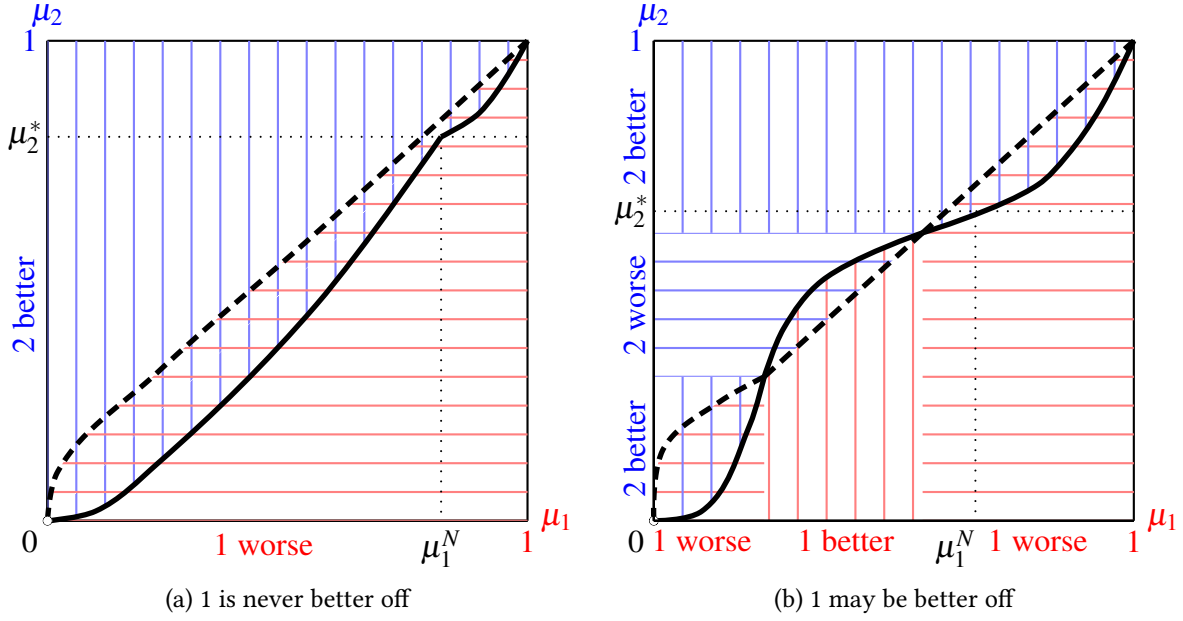 μ₂
1
2 better
μ₂*
0
1 worse
μ₁ᴺ
1
μ₁
(a) 1 is never better off
μ₂
1
2 better
μ₂*
2 worse
2 better
0
1 worse
1 better
μ₁ᴺ
1 worse
1
μ₁
(b) 1 may be better off